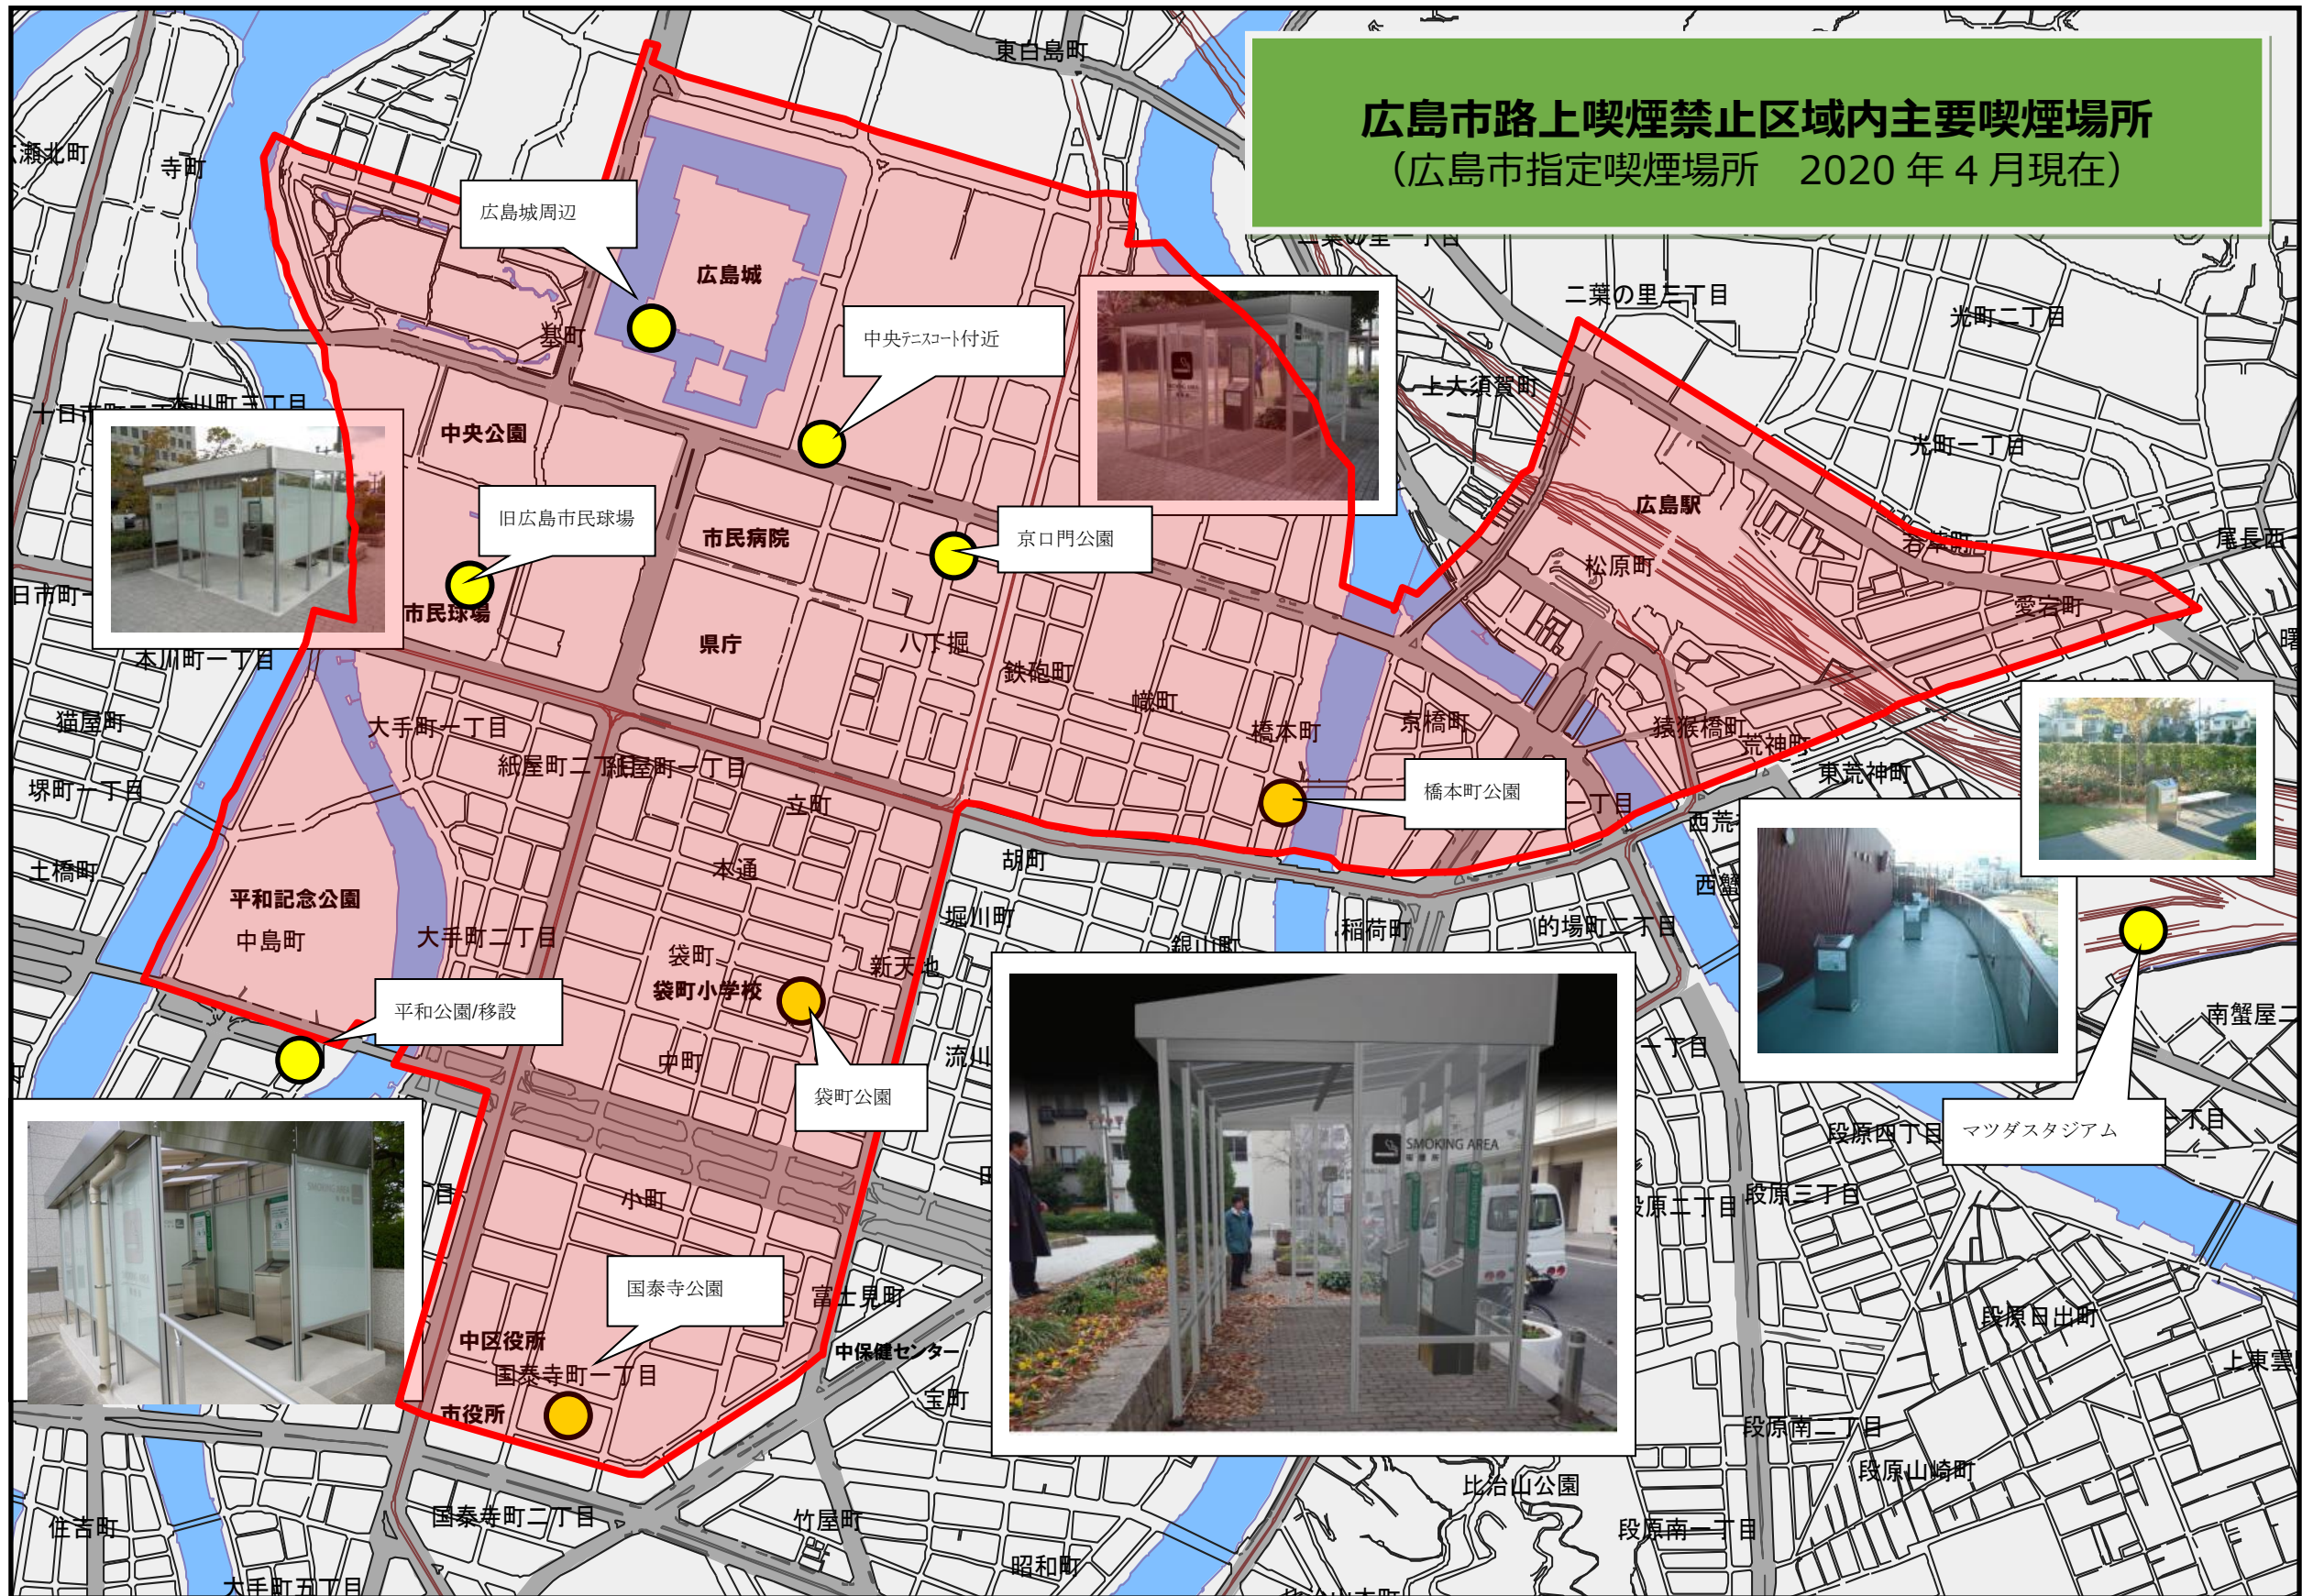 広島市路上喫煙禁止区域内主要喫煙場所
（広島市指定喫煙場所　2020年4月現在）
東白島町
寺町
広島城周辺
広島城
基町
中央ﾃﾆｽｺｰﾄ付近
二葉の里三丁目
光町二丁目
上大須賀町
光町一丁目
中央公園
広島駅
旧広島市民球場
市民病院
京口門公園
松原町
尾長西
愛宕町
市民球場
県庁
八丁堀
鉄砲町
幟町
橋本町
京橋町
猿猴橋町
荒神町
東荒神町
本川町一丁目
猫屋町
大手町一丁目
紙屋町二丁目
紙屋町一丁目
堺町一丁目
立町
橋本町公園
一丁目
土橋町
本通
胡町
平和記念公園
中島町
大手町二丁目
堀川町
銀山町
稲荷町
的場町二丁目
袋町
新天地
袋町小学校
平和公園/移設
中町
流川
袋町公園
一丁目
南蟹屋二
マツダスタジアム
丁目
段原四丁目
SMOKING AREA
小町
段原三丁目
段原二丁目
国泰寺公園
富士見町
中区役所
中保健センター
国泰寺町一丁目
市役所
宝町
段原日出町
上東雲
段原南二丁目
段原山崎町
比治山公園
住吉町
国泰寺町二丁目
竹屋町
昭和町
段原南一丁目
大手町五丁目